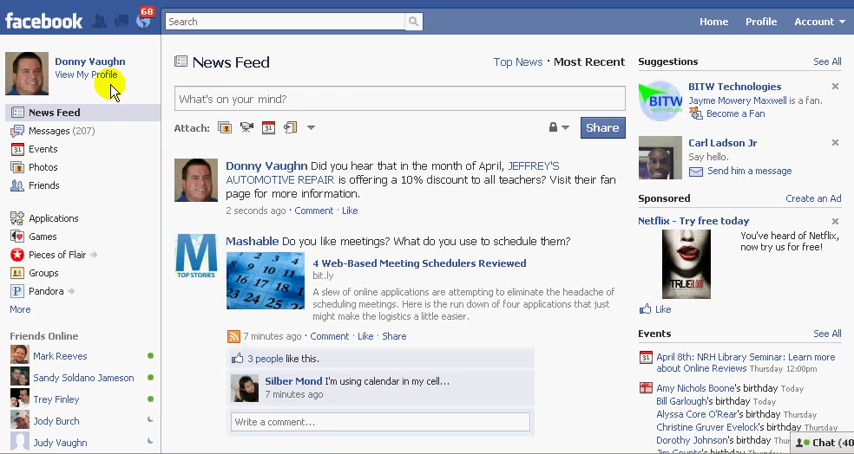 facebook
68
Search
Home Profile Account
Donny Vaughn
View My Profile
News Feed
Messages (207)
Events
Photos
Friends
Applications
Games
Pieces of Flair
Groups
Pandora
More
Friends Online
Mark Reeves
Sandy Soldano Jameson
Trey Finley
Jody Burch
Judy Vaughn
News Feed
Top News · Most Recent
What's on your mind?
Attach:
31
Share
Donny Vaughn Did you hear that in the month of April, JEFFREY'S
AUTOMOTIVE REPAIR is offering a 10% discount to all teachers? Visit their fan
page for more information.
2 seconds ago · Comment · Like
M
TOP STORIES
Mashable Do you like meetings? What do you use to schedule them?
4 Web-Based Meeting Schedulers Reviewed
bit.ly
A slew of online applications are attempting to eliminate the headache of
scheduling meetings. Here is the run down of four applications that just
might make the logistics a little easier.
7 minutes ago · Comment · Like · Share
3 people like this.
Silber Mond I'm using calendar in my cell...
7 minutes ago
Write a comment...
Suggestions See All
BITW
BITW Technologies
Jayme Mowery Maxwell is a fan.
Become a Fan
Carl Ladson Jr
Say hello.
Send him a message
Sponsored Create an Ad
Netflix - Try free today
TRUEBLOOD
You've heard of Netflix,
now try us for free!
Like
Events See All
31
April 8th: NRH Library Seminar: Learn more
about Online Reviews Thursday 12:00pm
Amy Nichols Boone's birthday Today
Bill Garlough's birthday Today
Alyssa Core O'Rear's birthday Thursday
Christine Gruver Evelock's birthday Thursday
Dorothy Johnson's birthday Thursday
Jim Counts's birthday
Chat (40